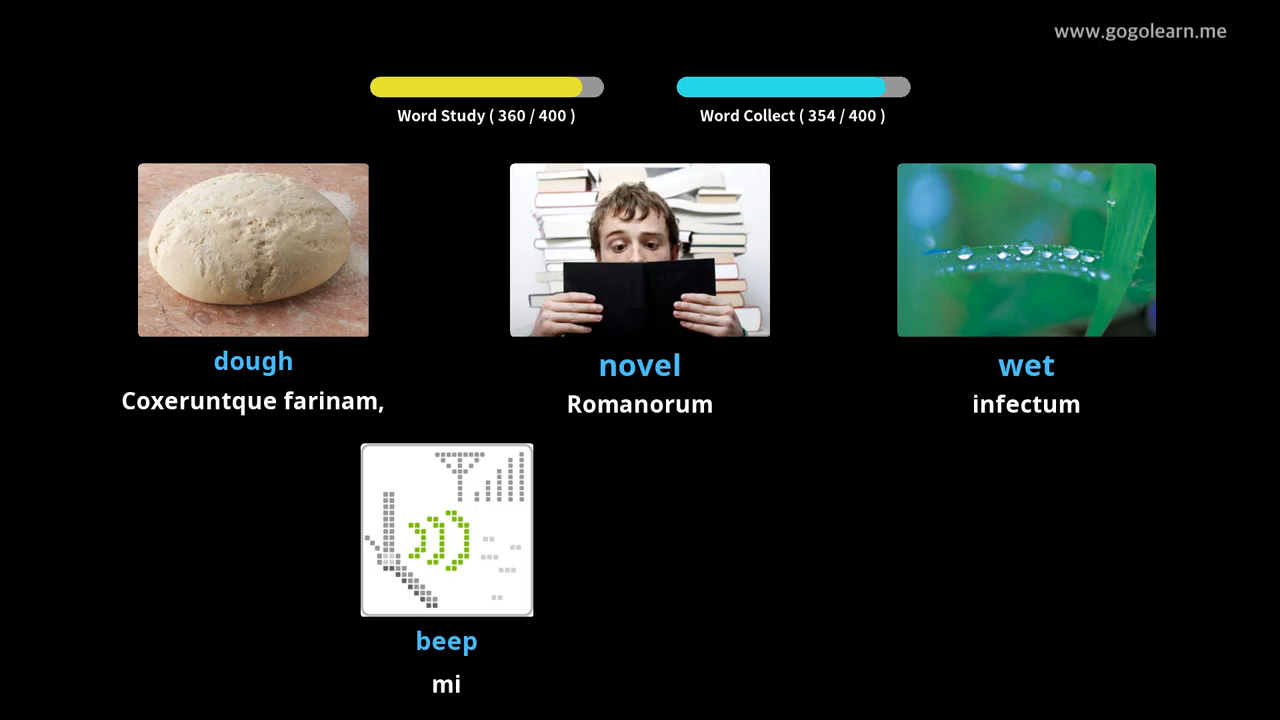 www.gogolearn.me
Word Study ( 360 / 400 )
Word Collect ( 354 / 400 )
dough
Coxeruntque farinam,
novel
Romanorum
wet
infectum
beep
mi